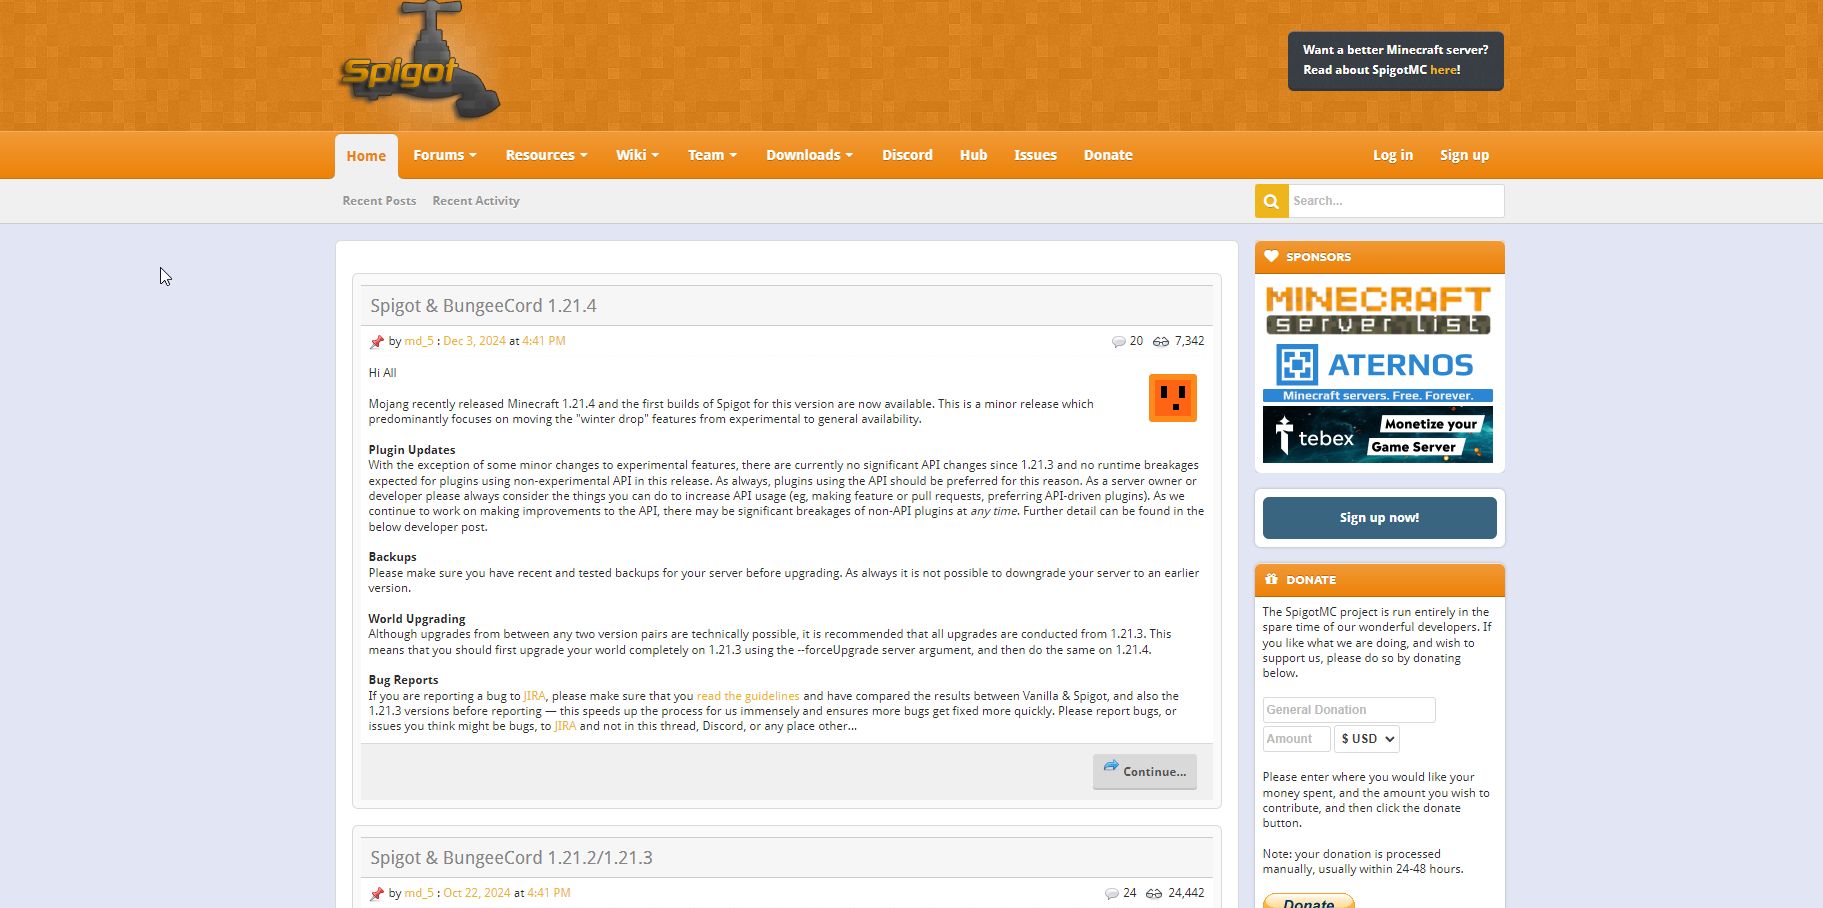 Spigot
Want a better Minecraft server?
Read about SpigotMC here!
Home
Forums
Resources
Wiki
Team
Downloads
Discord
Hub
Issues
Donate
Log in
Sign up
Recent Posts
Recent Activity
Search...
Spigot & BungeeCord 1.21.4
by md_5 : Dec 3, 2024 at 4:41 PM
20
7,342
Hi All
Mojang recently released Minecraft 1.21.4 and the first builds of Spigot for this version are now available. This is a minor release which
predominantly focuses on moving the "winter drop" features from experimental to general availability.
Plugin Updates
With the exception of some minor changes to experimental features, there are currently no significant API changes since 1.21.3 and no runtime breakages
expected for plugins using non-experimental API in this release. As always, plugins using the API should be preferred for this reason. As a server owner or
developer please always consider the things you can do to increase API usage (eg, making feature or pull requests, preferring API-driven plugins). As we
continue to work on making improvements to the API, there may be significant breakages of non-API plugins at any time. Further detail can be found in the
below developer post.
Backups
Please make sure you have recent and tested backups for your server before upgrading. As always it is not possible to downgrade your server to an earlier
version.
World Upgrading
Although upgrades from between any two version pairs are technically possible, it is recommended that all upgrades are conducted from 1.21.3. This
means that you should first upgrade your world completely on 1.21.3 using the --forceUpgrade server argument, and then do the same on 1.21.4.
Bug Reports
If you are reporting a bug to JIRA, please make sure that you read the guidelines and have compared the results between Vanilla & Spigot, and also the
1.21.3 versions before reporting — this speeds up the process for us immensely and ensures more bugs get fixed more quickly. Please report bugs, or
issues you think might be bugs, to JIRA and not in this thread, Discord, or any place other...
Continue...
Spigot & BungeeCord 1.21.2/1.21.3
by md_5 : Oct 22, 2024 at 4:41 PM
24
24,442
SPONSORS
MINECRAFT
server list
ATERNOS
Minecraft servers. Free. Forever.
tebex
Monetize your
Game Server
Sign up now!
DONATE
The SpigotMC project is run entirely in the
spare time of our wonderful developers. If
you like what we are doing, and wish to
support us, please do so by donating
below.
General Donation
Amount
$ USD
Please enter where you would like your
money spent, and the amount you wish to
contribute, and then click the donate
button.
Note: your donation is processed
manually, usually within 24-48 hours.
Donate